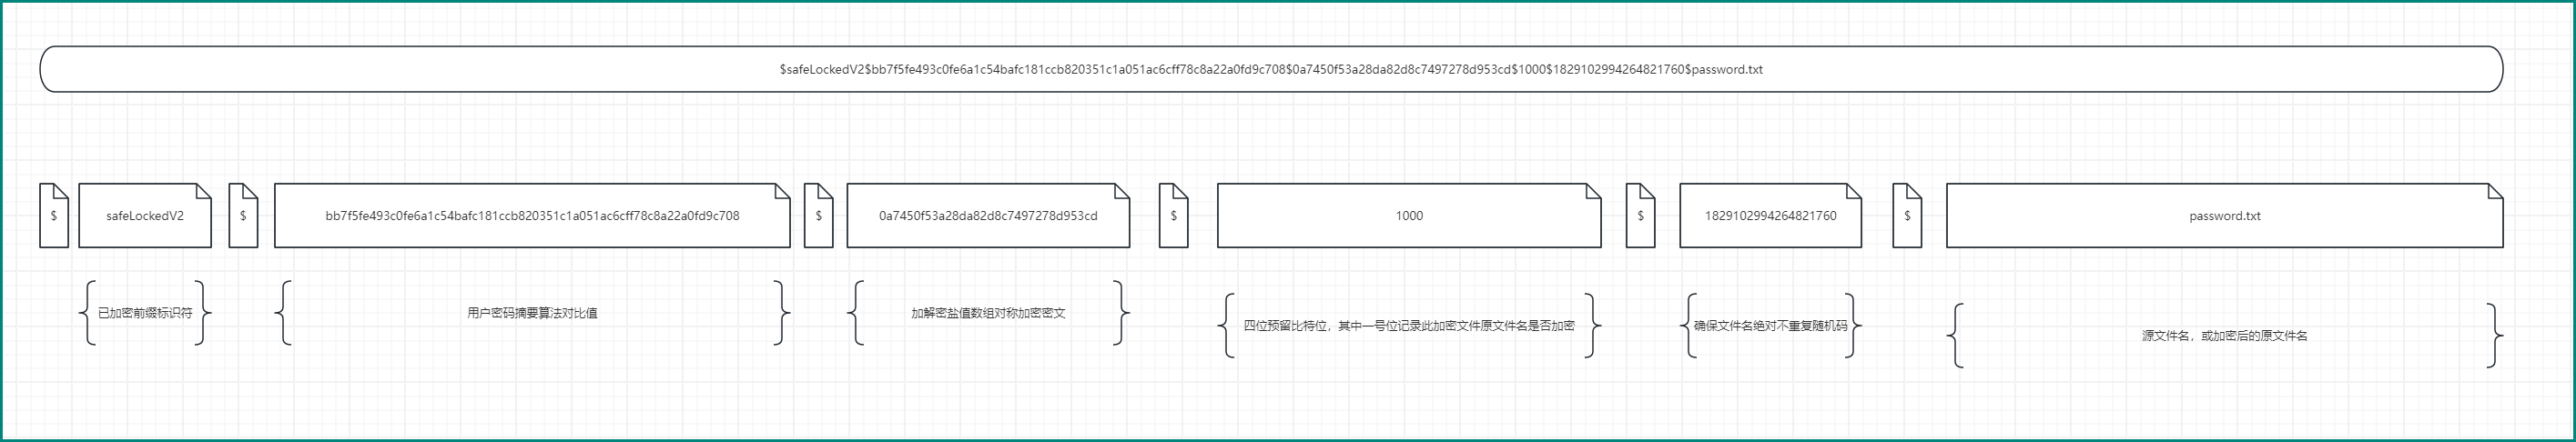 $safeLockedV2$bb7f5fe493c0fe6a1c54bafc181ccb820351c1a051ac6cff78c8a22a0fd9c708$0a7450f53a28da82d8c7497278d953cd$1000$1829102994264821760$password.txt
$
safeLockedV2
$
bb7f5fe493c0fe6a1c54bafc181ccb820351c1a051ac6cff78c8a22a0fd9c708
$
0a7450f53a28da82d8c7497278d953cd
$
1000
$
1829102994264821760
$
password.txt
已加密前缀标识符
用户密码摘要算法对比值
加解密盐值数组对称加密密文
四位预留比特位，其中一号位记录此加密文件原文件名是否加密
确保文件名绝对不重复随机码
源文件名，或加密后的原文件名